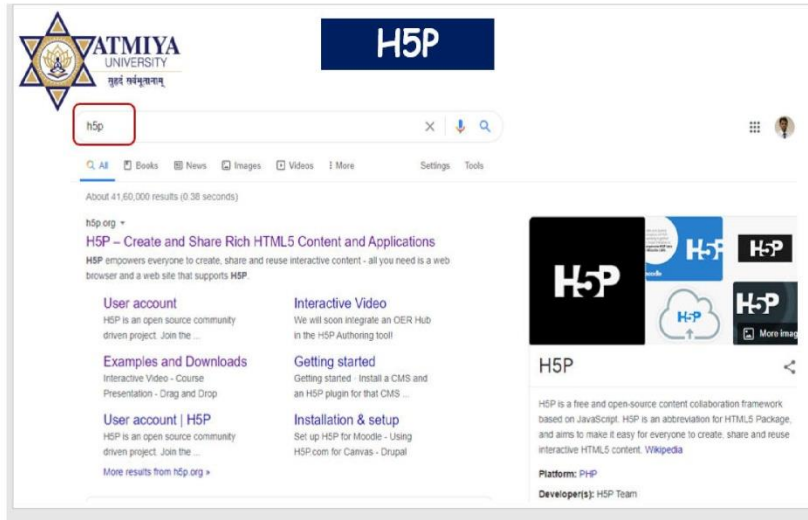 ATMIYA
UNIVERSITY
सुहृदं सर्वभूतानाम्
H5P
h5p
All Books News Images Videos More Settings Tools
About 41,60,000 results (0.38 seconds)
h5p.org
H5P – Create and Share Rich HTML5 Content and Applications
H5P empowers everyone to create, share and reuse interactive content - all you need is a web
browser and a web site that supports H5P.
User account
H5P is an open source community
driven project. Join the ...
Interactive Video
We will soon integrate an OER Hub
in the H5P Authoring tool!
Examples and Downloads
Interactive Video - Course
Presentation - Drag and Drop
Getting started
Getting started · Install a CMS and
an H5P plugin for that CMS ...
User account | H5P
H5P is an open source community
driven project. Join the ...
Installation & setup
Set up H5P for Moodle - Using
H5P.com for Canvas - Drupal
More results from h5p.org »
H5P
H5P
H5P
H5P
H5P
More imag
H5P
H5P is a free and open-source content collaboration framework
based on JavaScript. H5P is an abbreviation for HTML5 Package,
and aims to make it easy for everyone to create, share and reuse
interactive HTML5 content. Wikipedia
Platform: PHP
Developer(s): H5P Team